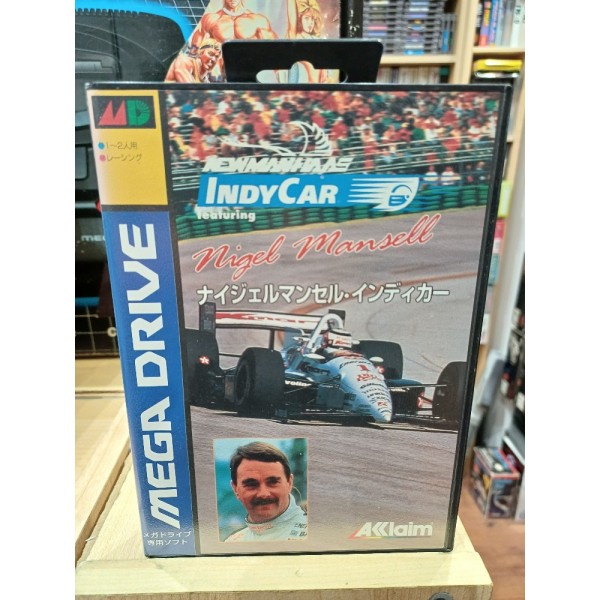 MD
1〜2人用
レーシング
NEWMAN HAAS
INDYCAR
featuring
Nigel Mansell
ナイジェルマンセル・インディカー
MEGA DRIVE
メガドライブ
専用ソフト
AKklaim